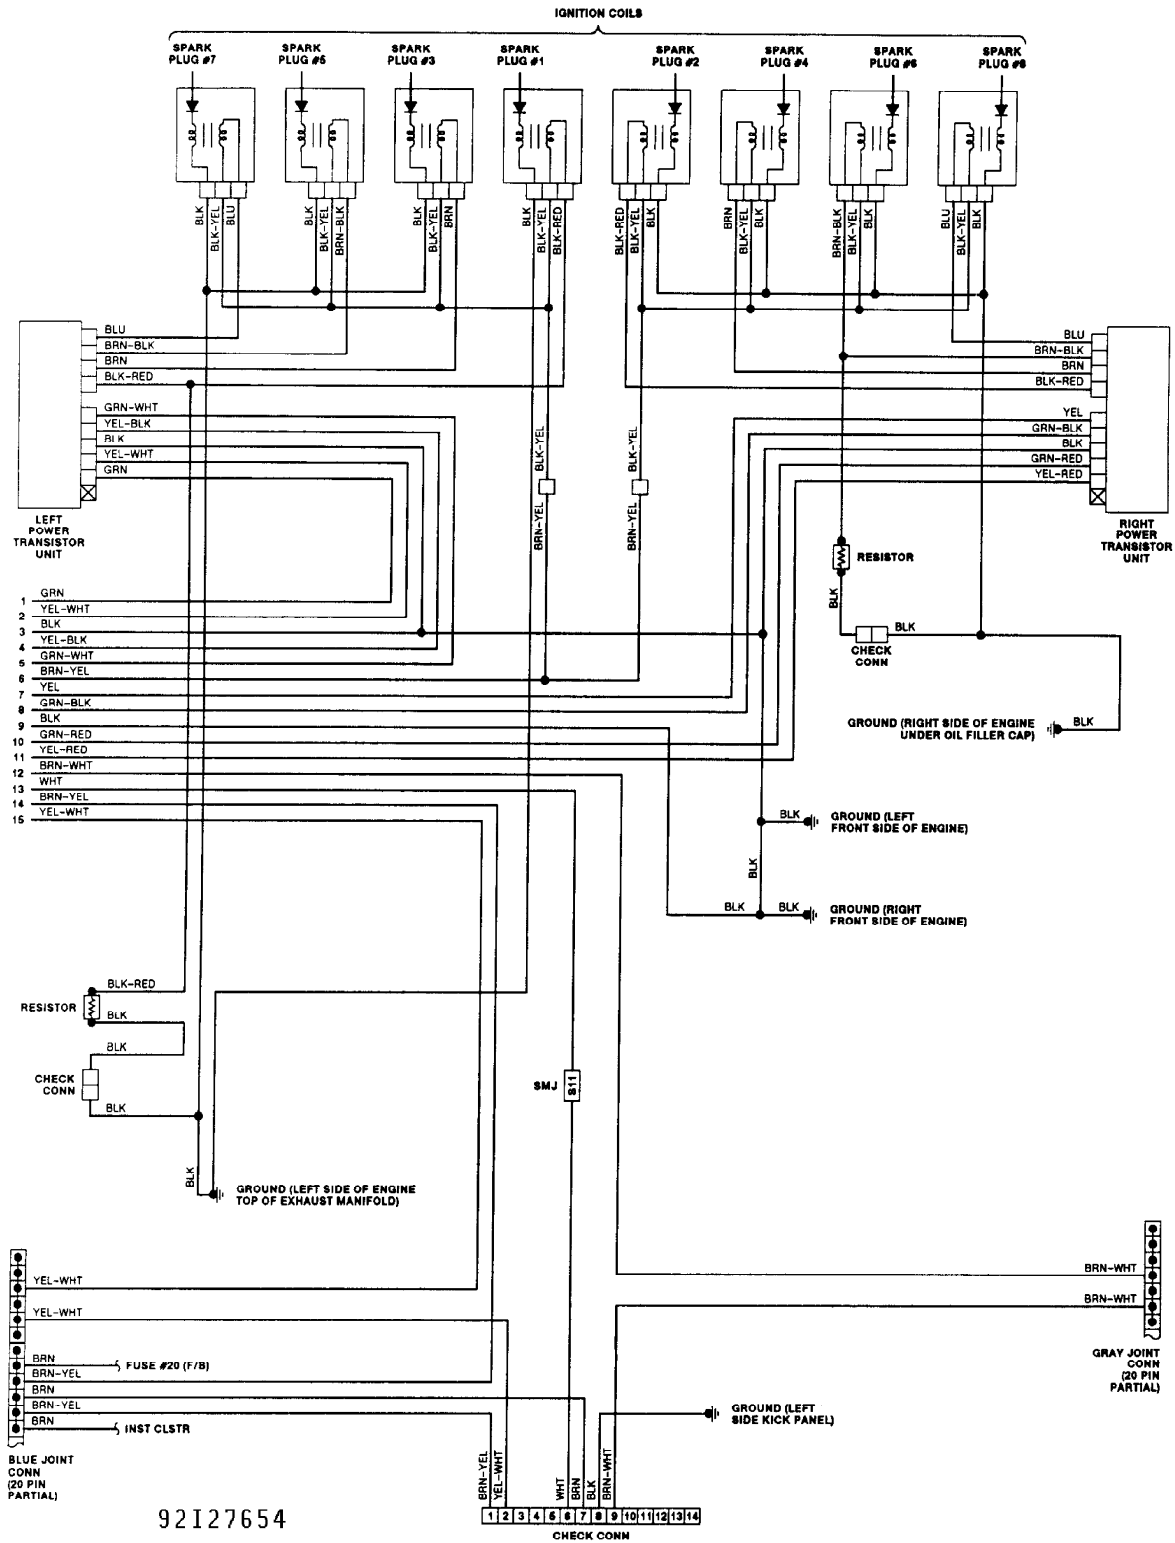 IGNITION COILS
SPARK PLUG #7
SPARK PLUG #5
SPARK PLUG #3
SPARK PLUG #1
SPARK PLUG #2
SPARK PLUG #4
SPARK PLUG #6
SPARK PLUG #8
BLK
BLK-YEL
BLU
BLK
BLK-YEL
BRN-BLK
BLK
BLK-YEL
BRN
BLK
BLK-YEL
BLK-RED
BLK-RED
BLK-YEL
BLK
BRN
BLK-YEL
BLK
BRN-BLK
BLK-YEL
BLK
BLU
BLK-YEL
BLK
BLU
BRN-BLK
BRN
BLK-RED
GRN-WHT
YEL-BLK
BLK
YEL-WHT
GRN
LEFT
POWER
TRANSISTOR
UNIT
BLU
BRN-BLK
BRN
BLK-RED
YEL
GRN-BLK
BLK
GRN-RED
YEL-RED
RIGHT
POWER
TRANSISTOR
UNIT
BLK-YEL
BRN-YEL
BLK-YEL
BRN-YEL
RESISTOR
BLK
BLK
CHECK
CONN
1 GRN
2 YEL-WHT
3 BLK
4 YEL-BLK
5 GRN-WHT
6 BRN-YEL
7 YEL
8 GRN-BLK
9 BLK
10 GRN-RED
11 YEL-RED
12 BRN-WHT
13 WHT
14 BRN-YEL
15 YEL-WHT
GROUND (RIGHT SIDE OF ENGINE
UNDER OIL FILLER CAP)
BLK
BLK
GROUND (LEFT
FRONT SIDE OF ENGINE)
BLK
BLK
BLK
GROUND (RIGHT
FRONT SIDE OF ENGINE)
BLK-RED
RESISTOR
BLK
BLK
CHECK
CONN
BLK
SMJ
S11
BLK
GROUND (LEFT SIDE OF ENGINE
TOP OF EXHAUST MANIFOLD)
YEL-WHT
YEL-WHT
BRN
FUSE #20 (F/B)
BRN-YEL
BRN
BRN-YEL
BRN
INST CLSTR
BLUE JOINT
CONN
(20 PIN
PARTIAL)
BRN-WHT
BRN-WHT
GRAY JOINT
CONN
(20 PIN
PARTIAL)
GROUND (LEFT
SIDE KICK PANEL)
BRN-YEL
YEL-WHT
WHT
BRN
BLK
BRN-WHT
1 2 3 4 5 6 7 8 9 10 11 12 13 14
CHECK CONN
92I27654